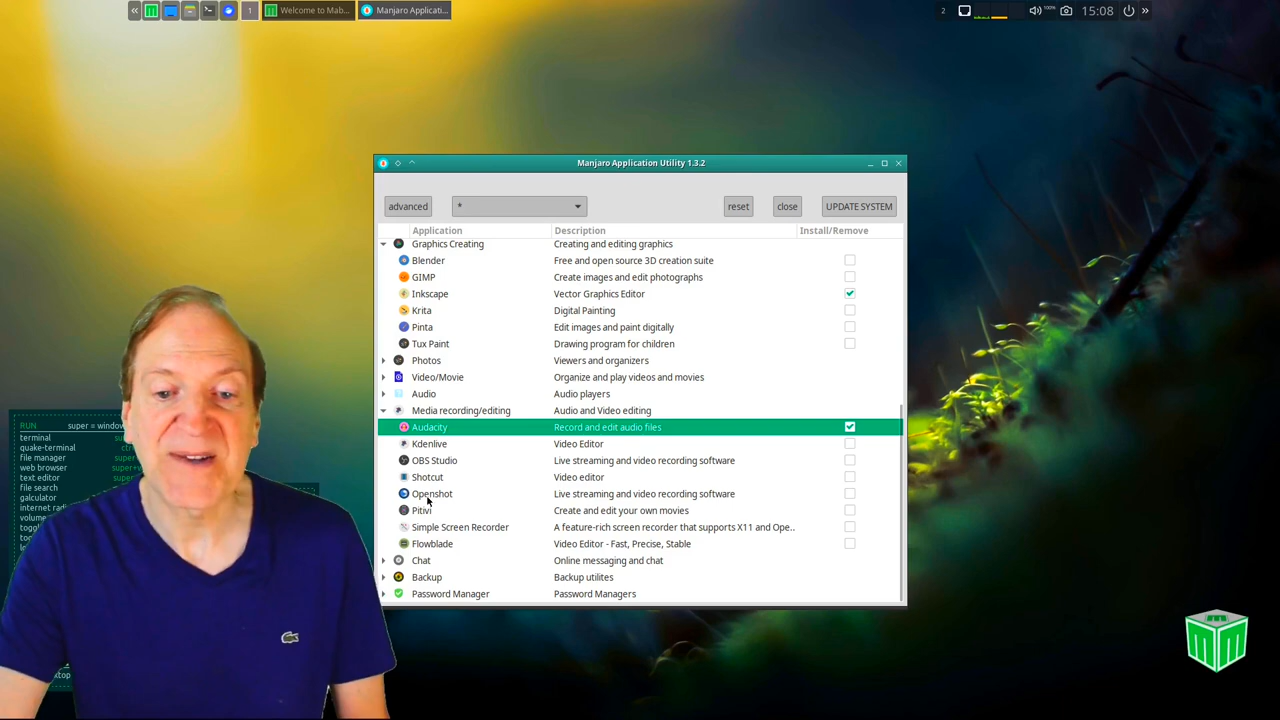 1
Welcome to Mab...
Manjaro Applicati...
2
100%
15:08
Manjaro Application Utility 1.3.2
advanced
*
reset
close
UPDATE SYSTEM
Application Description Install/Remove
Graphics Creating Creating and editing graphics
Blender Free and open source 3D creation suite
GIMP Create images and edit photographs
Inkscape Vector Graphics Editor
Krita Digital Painting
Pinta Edit images and paint digitally
Tux Paint Drawing program for children
Photos Viewers and organizers
Video/Movie Organize and play videos and movies
Audio Audio players
Media recording/editing Audio and Video editing
Audacity Record and edit audio files
Kdenlive Video Editor
OBS Studio Live streaming and video recording software
Shotcut Video editor
Openshot Live streaming and video recording software
Pitivi Create and edit your own movies
Simple Screen Recorder A feature-rich screen recorder that supports X11 and Ope..
Flowblade Video Editor - Fast, Precise, Stable
Chat Online messaging and chat
Backup Backup utilites
Password Manager Password Managers
RUN super = window
terminal
quake-terminal
file manager
web browser
text editor
file search
galculator